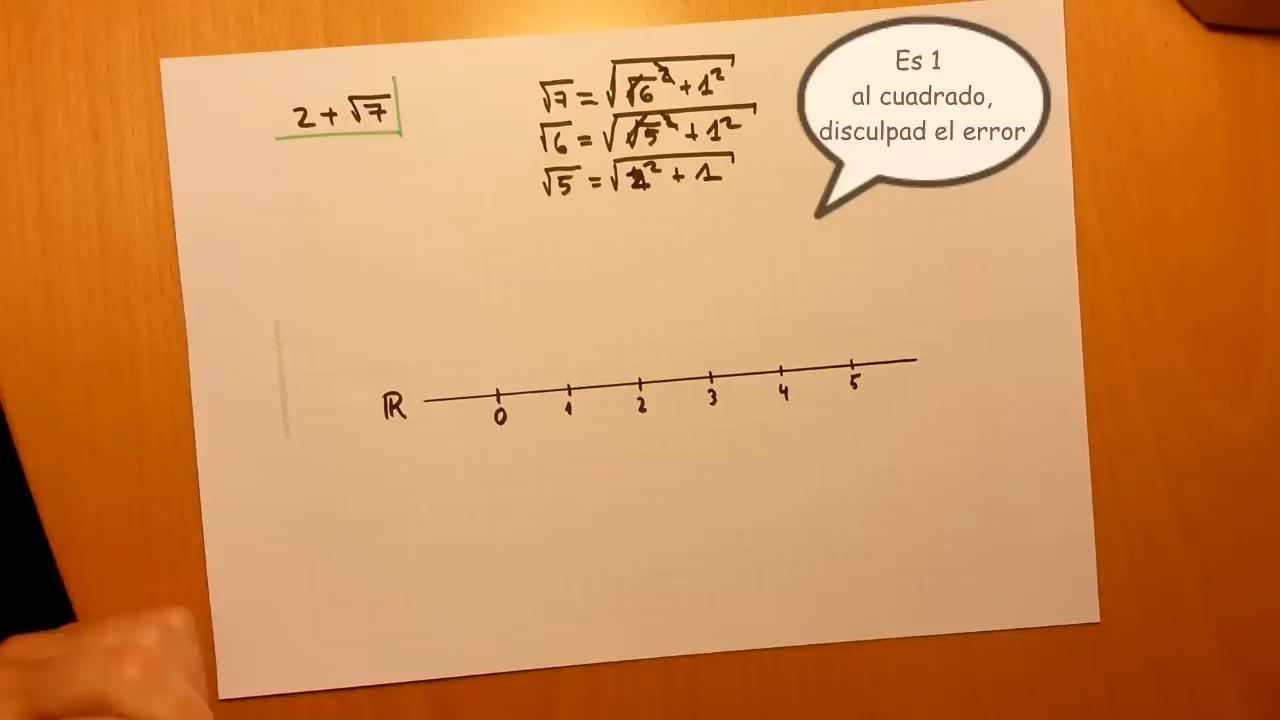 2 + √7
√7 = √(√6² + 1²)
√6 = √(√5² + 1²)
√5 = √(2² + 1)
Es 1
al cuadrado,
disculpad el error
ℝ
0 1 2 3 4 5